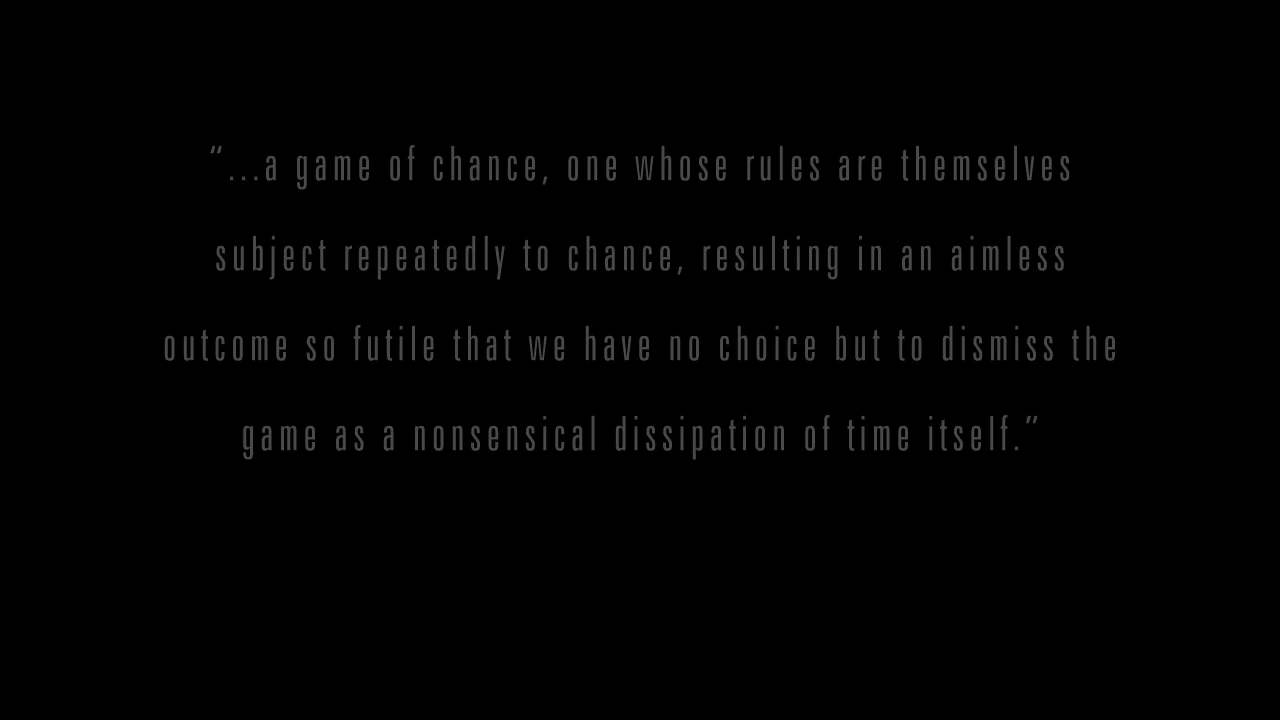 “...a game of chance, one whose rules are themselves
subject repeatedly to chance, resulting in an aimless
outcome so futile that we have no choice but to dismiss the
game as a nonsensical dissipation of time itself.”